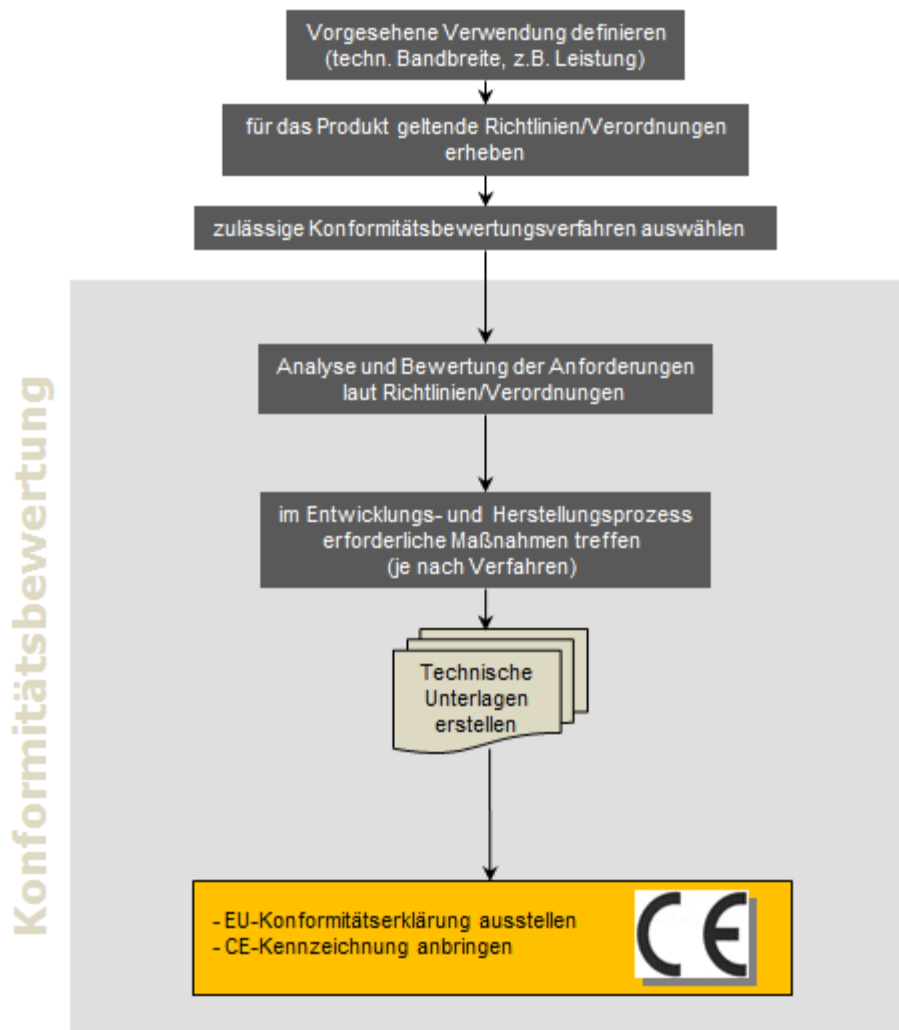 Vorgesehene Verwendung definieren
(techn. Bandbreite, z.B. Leistung)
für das Produkt geltende Richtlinien/Verordnungen
erheben
zulässige Konformitätsbewertungsverfahren auswählen
Konformitätsbewertung
Analyse und Bewertung der Anforderungen
laut Richtlinien/Verordnungen
im Entwicklungs- und Herstellungsprozess
erforderliche Maßnahmen treffen
(je nach Verfahren)
Technische
Unterlagen
erstellen
- EU-Konformitätserklärung ausstellen
- CE-Kennzeichnung anbringen
CE